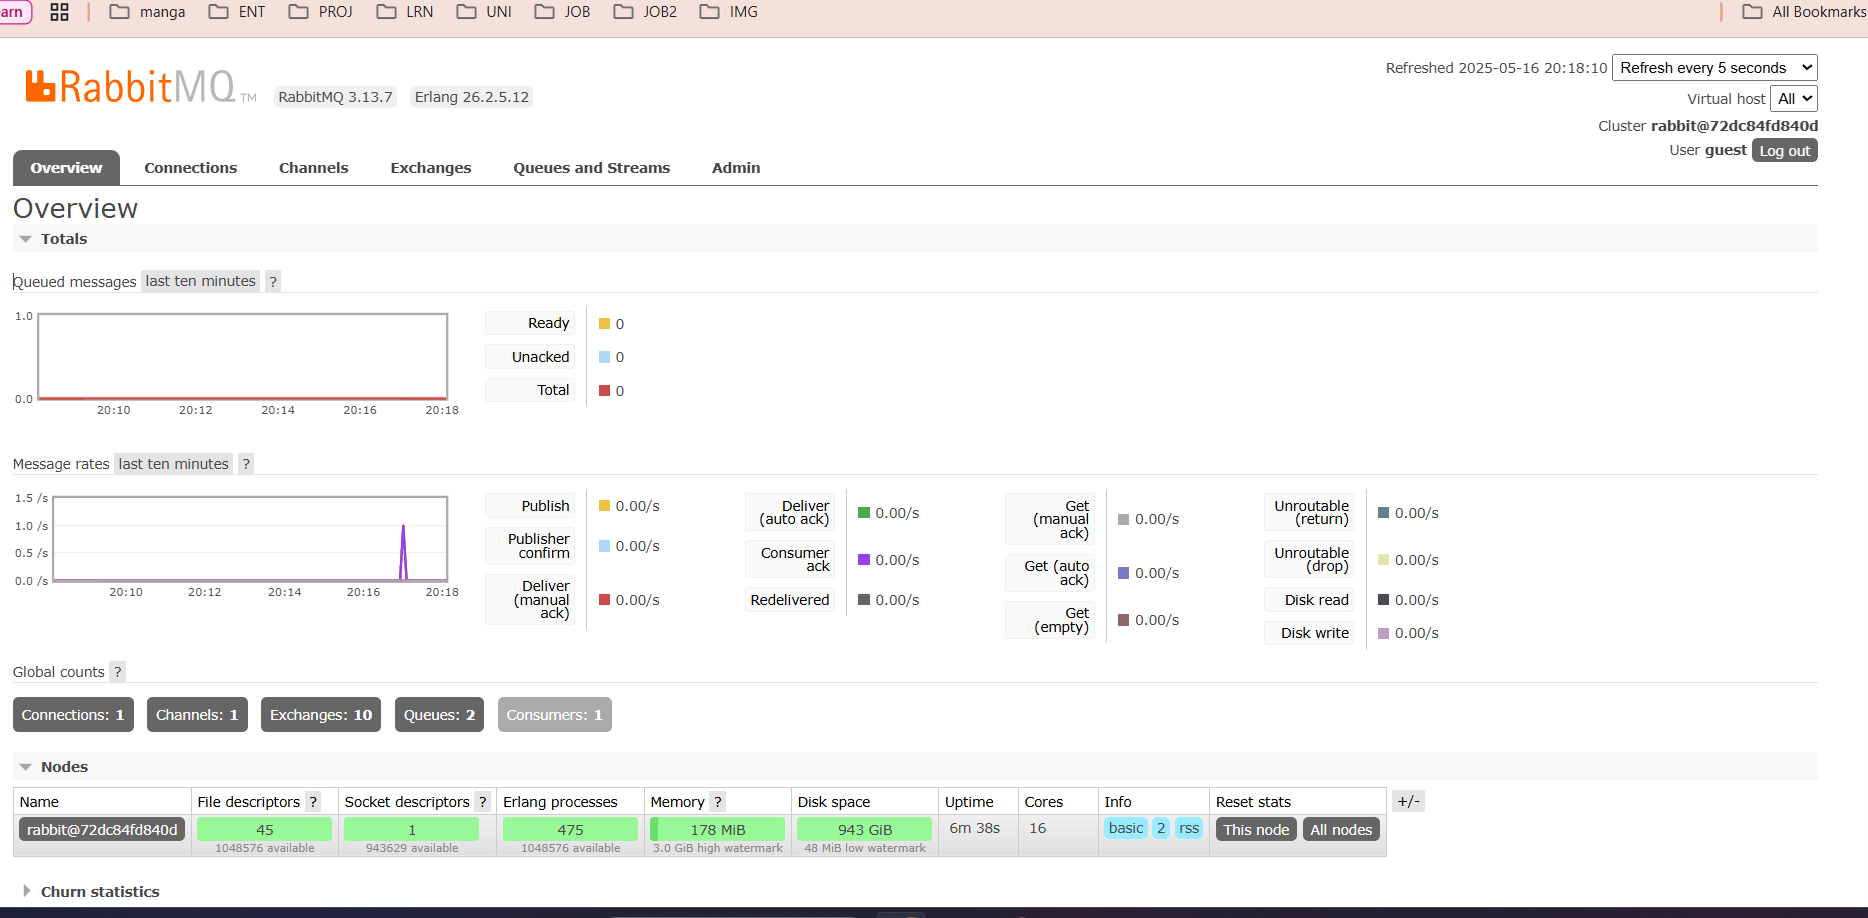 earn manga ENT PROJ LRN UNI JOB JOB2 IMG All Bookmarks
RabbitMQ TM RabbitMQ 3.13.7 Erlang 26.2.5.12
Refreshed 2025-05-16 20:18:10 Refresh every 5 seconds
Virtual host All
Cluster rabbit@72dc84fd840d
User guest Log out
Overview Connections Channels Exchanges Queues and Streams Admin
Overview
Totals
Queued messages last ten minutes ?
1.0
0.0
20:10 20:12 20:14 20:16 20:18
Ready 0
Unacked 0
Total 0
Message rates last ten minutes ?
1.5 /s
1.0 /s
0.5 /s
0.0 /s
20:10 20:12 20:14 20:16 20:18
Publish 0.00/s
Publisher
confirm 0.00/s
Deliver
(manual
ack) 0.00/s
Deliver
(auto ack) 0.00/s
Consumer
ack 0.00/s
Redelivered 0.00/s
Get
(manual
ack) 0.00/s
Get (auto
ack) 0.00/s
Get
(empty) 0.00/s
Unroutable
(return) 0.00/s
Unroutable
(drop) 0.00/s
Disk read 0.00/s
Disk write 0.00/s
Global counts ?
Connections: 1 Channels: 1 Exchanges: 10 Queues: 2 Consumers: 1
Nodes
Name File descriptors ? Socket descriptors ? Erlang processes Memory ? Disk space Uptime Cores Info Reset stats +/-
rabbit@72dc84fd840d 45 1 475 178 MiB 943 GiB 6m 38s 16 basic 2 rss This node All nodes
1048576 available 943629 available 1048576 available 3.0 GiB high watermark 48 MiB low watermark
Churn statistics